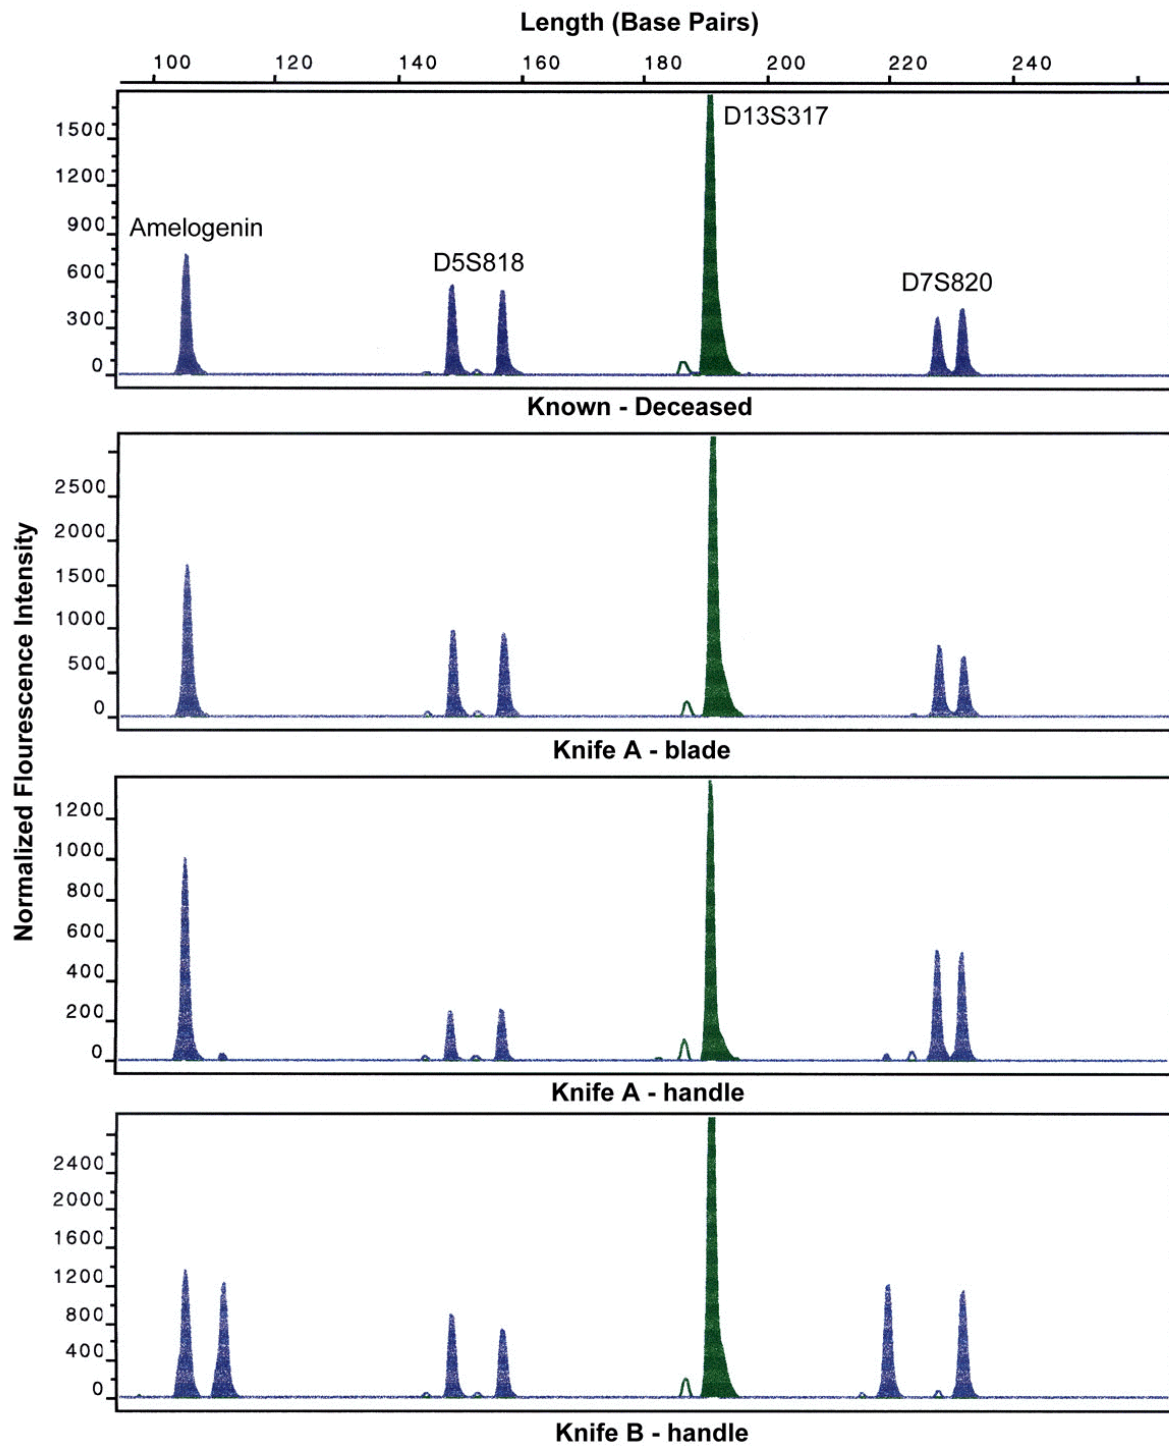 Length (Base Pairs)
100 120 140 160 180 200 220 240
1500
1200
900
600
300
0
Amelogenin
D5S818
D13S317
D7S820
Known - Deceased
Normalized Flourescence Intensity
2500
2000
1500
1000
500
0
Knife A - blade
1200
1000
800
600
400
200
0
Knife A - handle
2400
2000
1600
1200
800
400
0
Knife B - handle